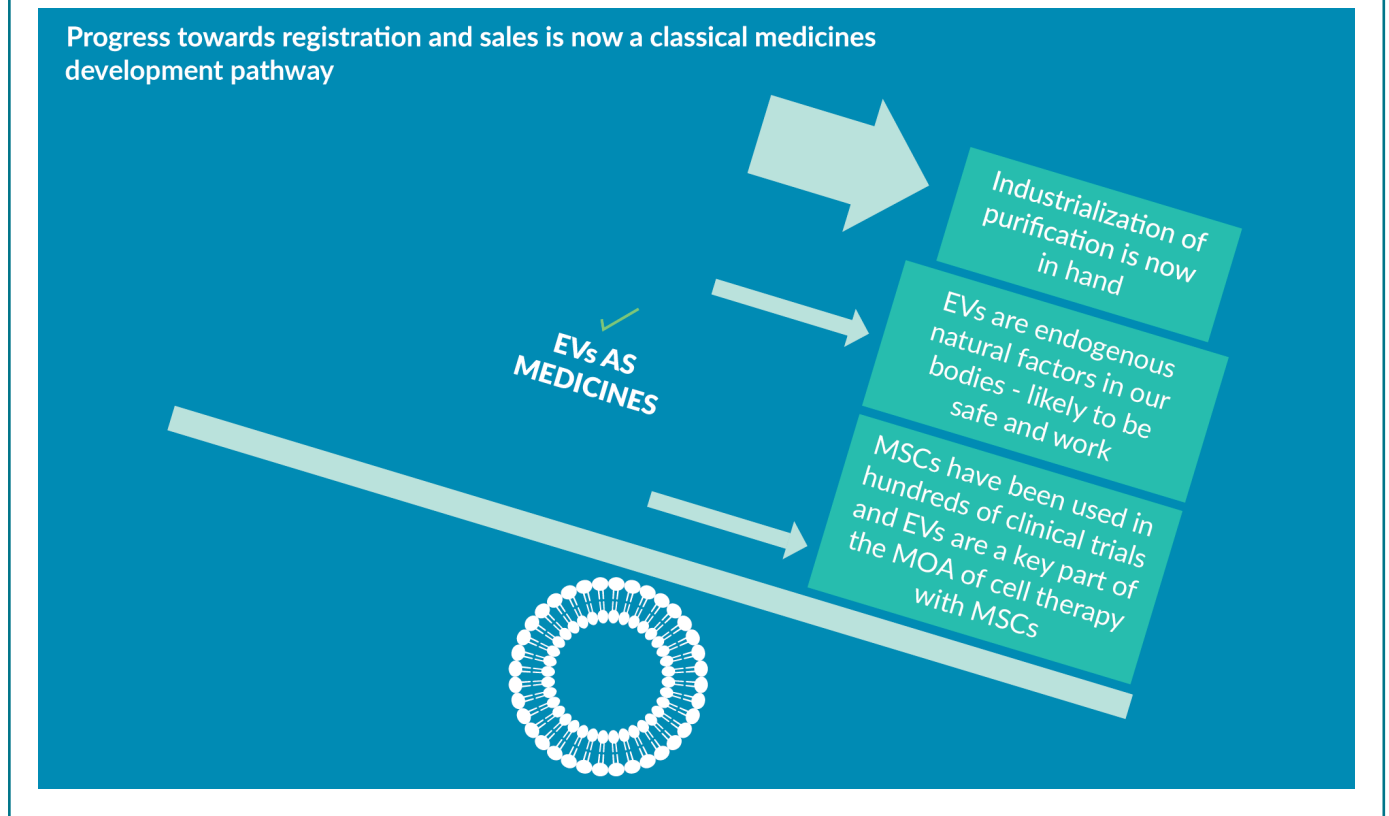 Progress towards registration and sales is now a classical medicines
development pathway
Industrialization of
purification is now
in hand
EVs are endogenous
natural factors in our
bodies - likely to be
safe and work
EVs AS
MEDICINES
MSCs have been used in
hundreds of clinical trials
and EVs are a key part of
the MOA of cell therapy
with MSCs